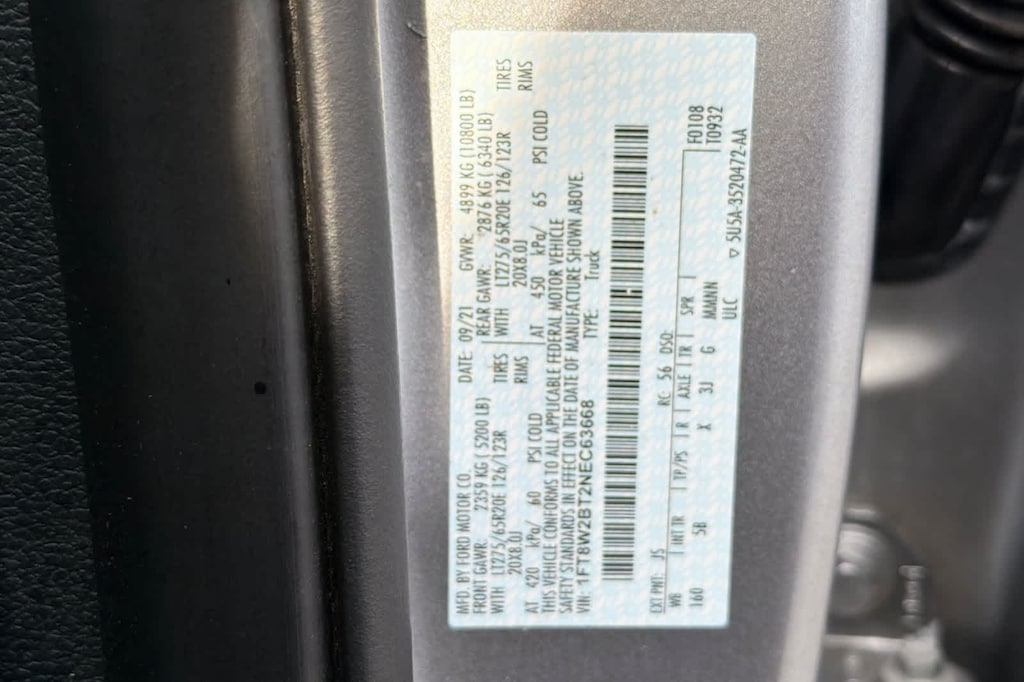 MFD. BY FORD MOTOR CO.
DATE: 09/21 GVWR: 4899 KG (10800 LB)
FRONT GAWR: 2359 KG ( 5200 LB)
REAR GAWR: 2876 KG ( 6340 LB)
WITH LT275/65R20E 126/123R TIRES
WITH LT275/65R20E 126/123R TIRES
20X8.0J RIMS
20X8.0J RIMS
AT 420 kPa/ 60 PSI COLD
AT 450 kPa/ 65 PSI COLD
THIS VEHICLE CONFORMS TO ALL APPLICABLE FEDERAL MOTOR VEHICLE
SAFETY STANDARDS IN EFFECT ON THE DATE OF MANUFACTURE SHOWN ABOVE.
VIN: 1FT8W2BT2NEC63668 TYPE: Truck
EXT PNT: JS RC: 56 DSO: F0108
WB INT TR TP/PS R AXLE TR SPR T0932
160 5B X 3J G MANN
ULC 5U5A-3520472-AA